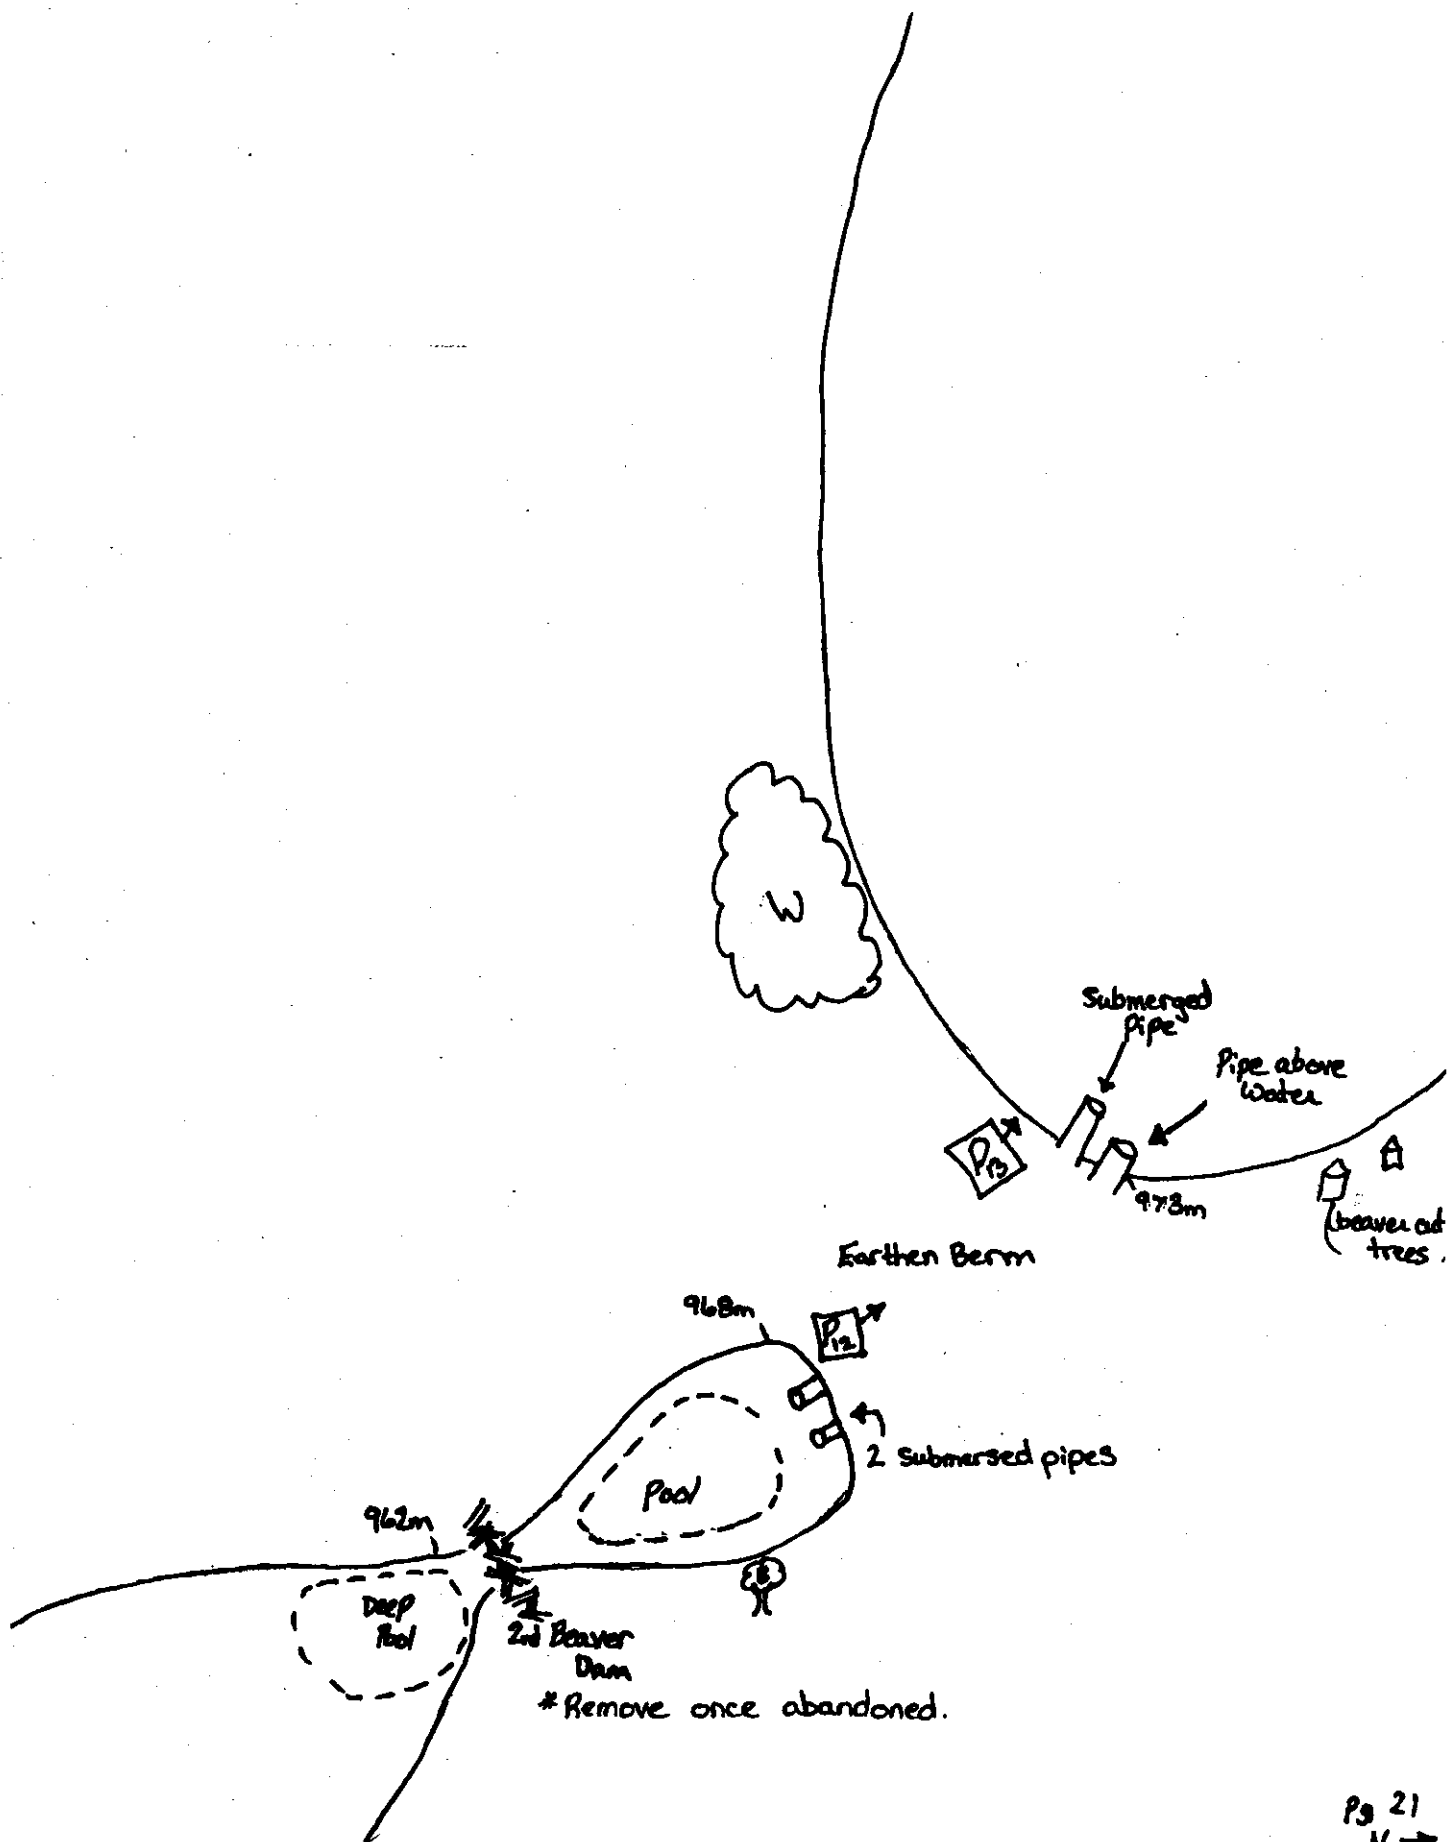 W
Submerged
Pipe
Pipe above
Water
P13
973m
beaver cut
trees.
Earthen Berm
968m
P12
2 submersed pipes
Pool
962m
Deep
Pool
2nd Beaver
Dam
*Remove once abandoned.
Pg 21
N